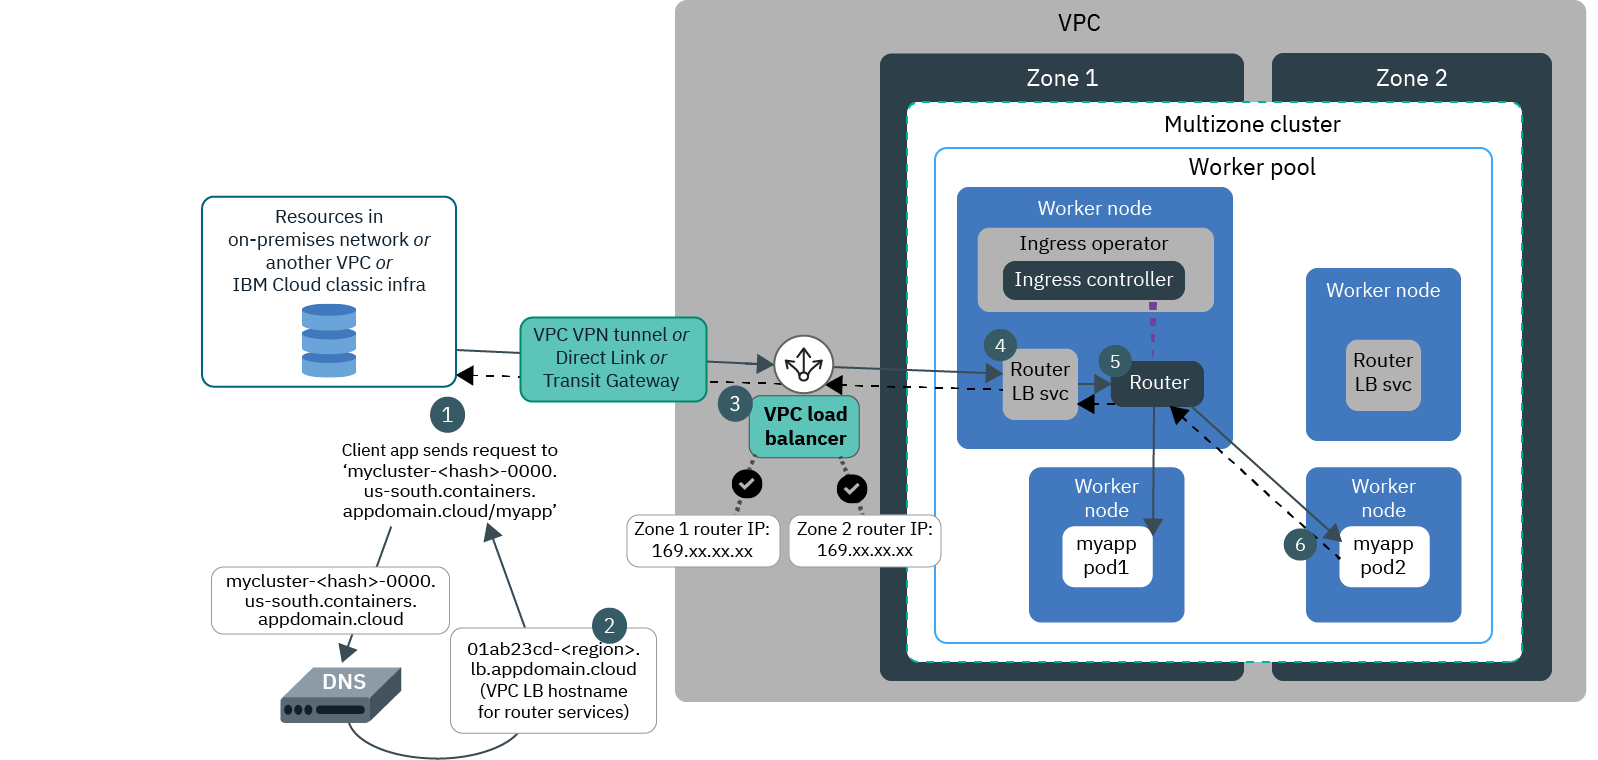 VPC
Zone 1
Zone 2
Multizone cluster
Worker pool
Worker node
Ingress operator
Ingress controller
Resources in
on-premises network or
another VPC or
IBM Cloud classic infra
VPC VPN tunnel or
Direct Link or
Transit Gateway
4
Router
LB svc
5
Router
Worker node
Router
LB svc
1
Client app sends request to
‘mycluster-<hash>-0000.
us-south.containers.
appdomain.cloud/myapp’
3
VPC load
balancer
Zone 1 router IP:
169.xx.xx.xx
Zone 2 router IP:
169.xx.xx.xx
Worker
node
myapp
pod1
Worker
node
6
myapp
pod2
mycluster-<hash>-0000.
us-south.containers.
appdomain.cloud
DNS
2
01ab23cd-<region>.
lb.appdomain.cloud
(VPC LB hostname
for router services)